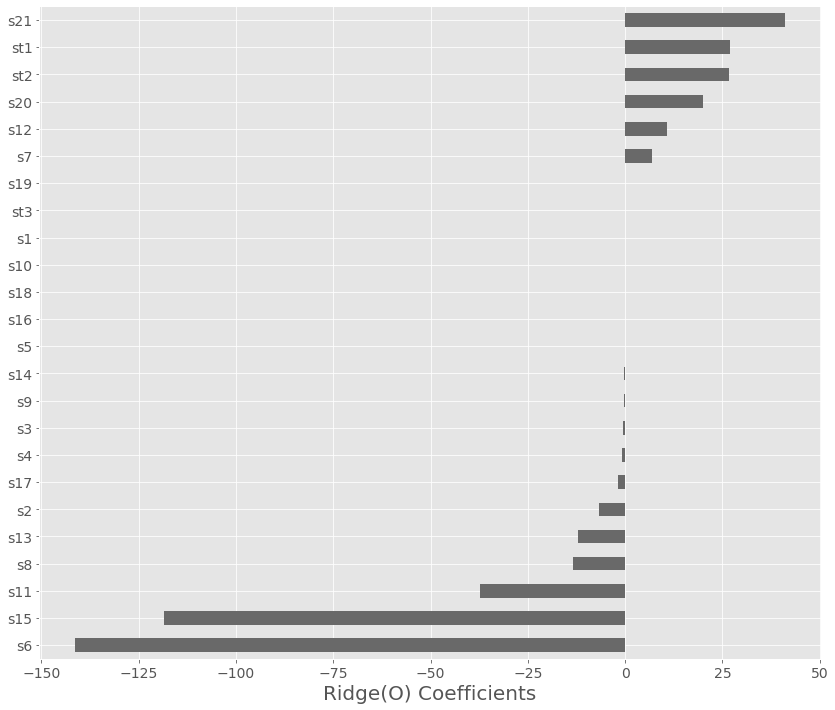 s21
st1
st2
s20
s12
s7
s19
st3
s1
s10
s18
s16
s5
s14
s9
s3
s4
s17
s2
s13
s8
s11
s15
s6
−150 −125 −100 −75 −50 −25 0 25 50
Ridge(O) Coefficients